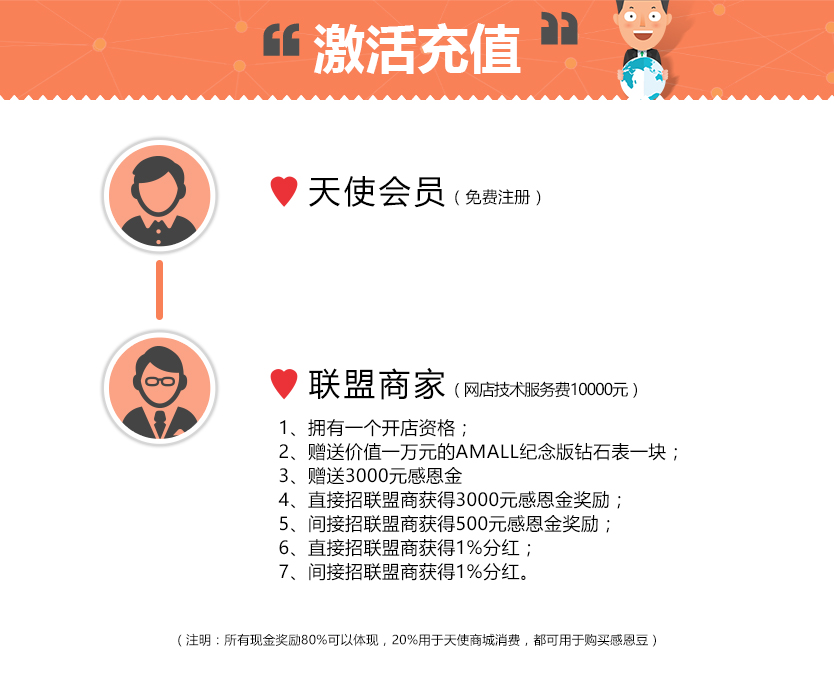 “激活充值”
天使会员（免费注册）
联盟商家（网店技术服务费10000元）
1、拥有一个开店资格；
2、赠送价值一万元的AMALL纪念版钻石表一块；
3、赠送3000元感恩金
4、直接招联盟商获得3000元感恩金奖励；
5、间接招联盟商获得500元感恩金奖励；
6、直接招联盟商获得1%分红；
7、间接招联盟商获得1%分红。
（注明：所有现金奖励80%可以体现，20%用于天使商城消费，都可用于购买感恩豆）